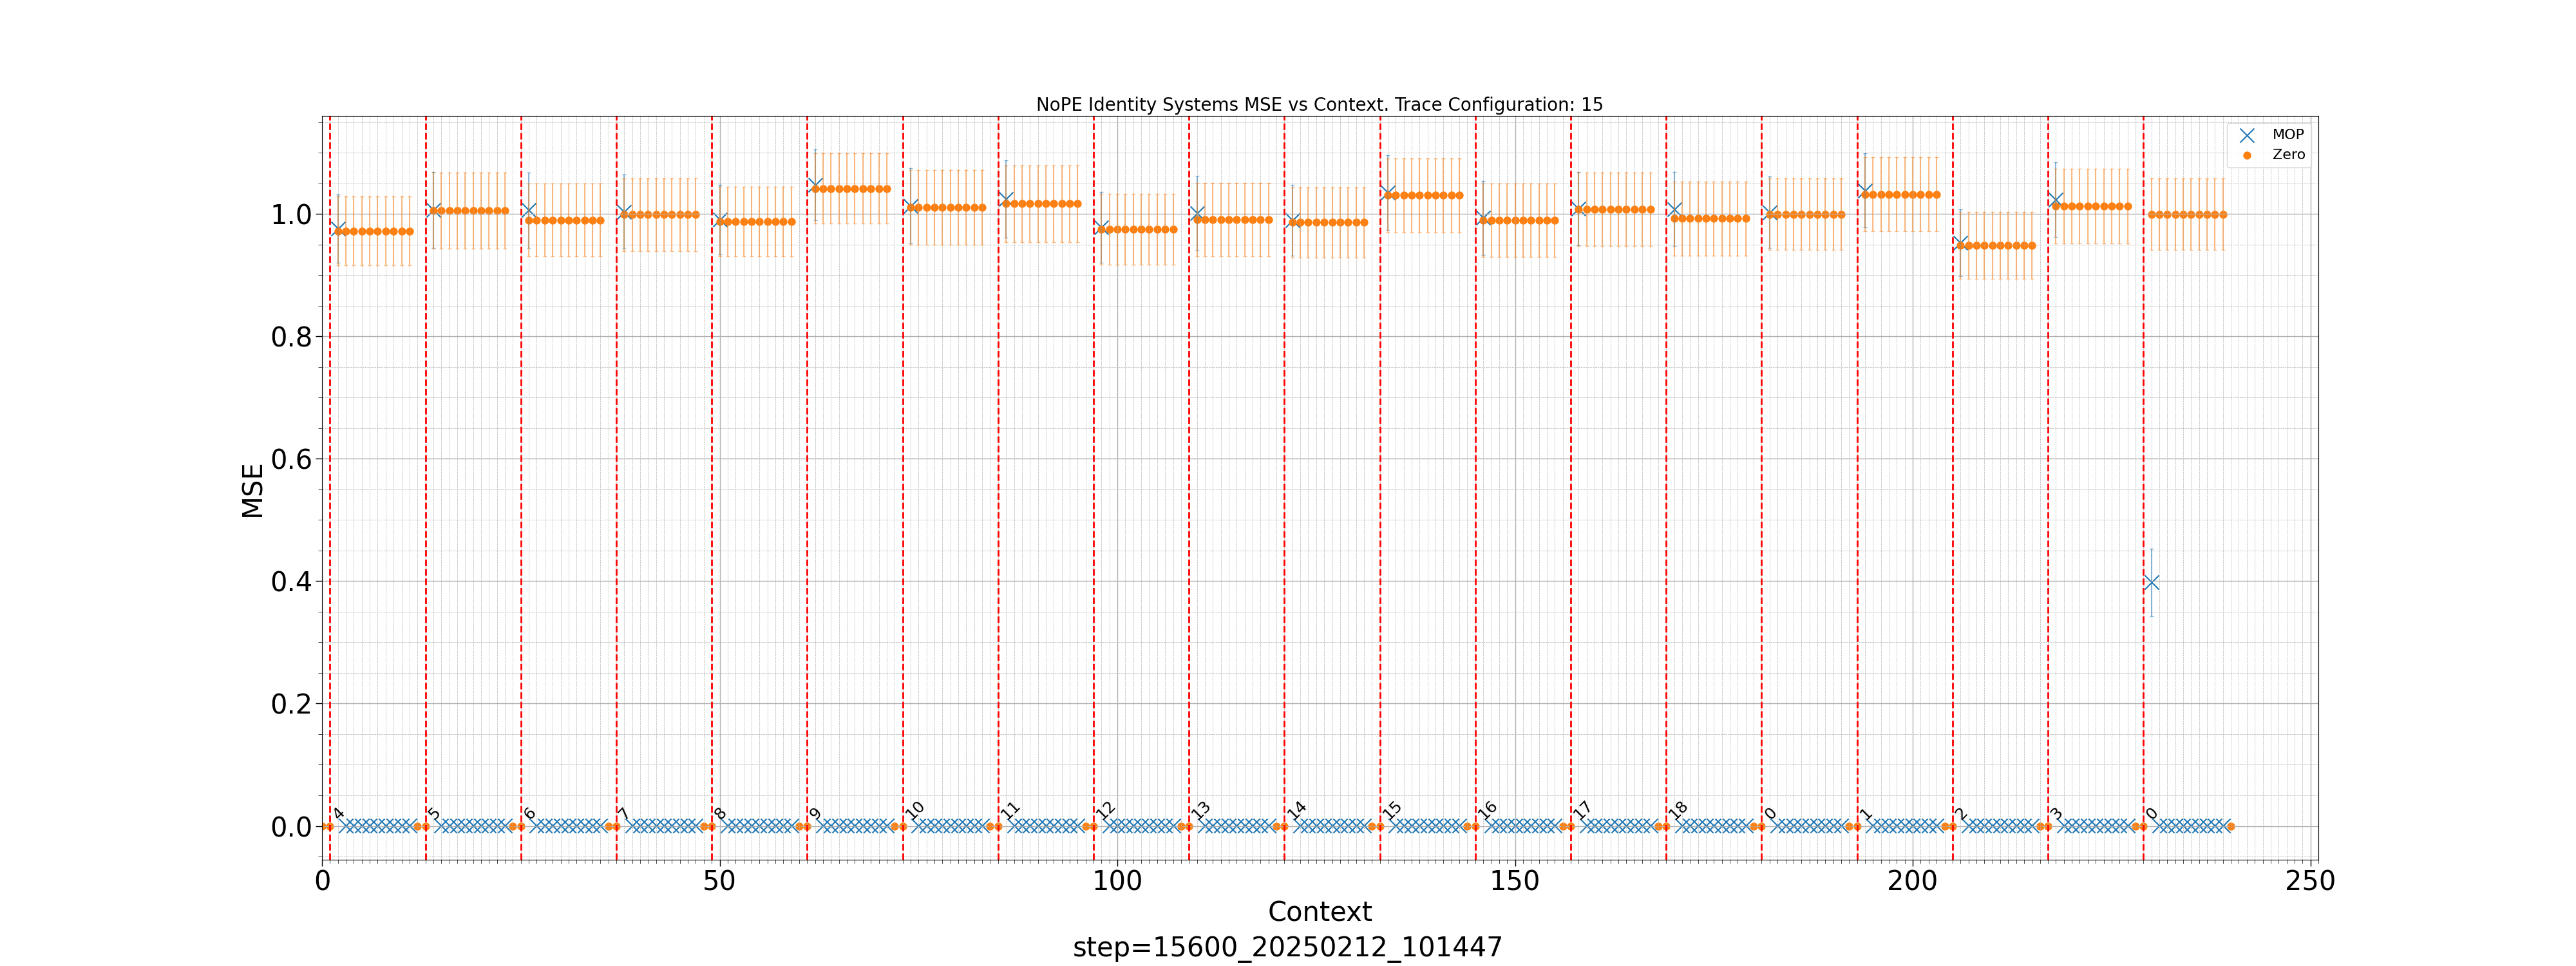 NoPE Identity Systems MSE vs Context. Trace Configuration: 15
MOP
Zero
1.0
0.8
0.6
0.4
0.2
0.0
MSE
4 5 6 7 8 9 10 11 12 13 14 15 16 17 18 0 1 2 3 0
0 50 100 150 200 250
Context
step=15600_20250212_101447